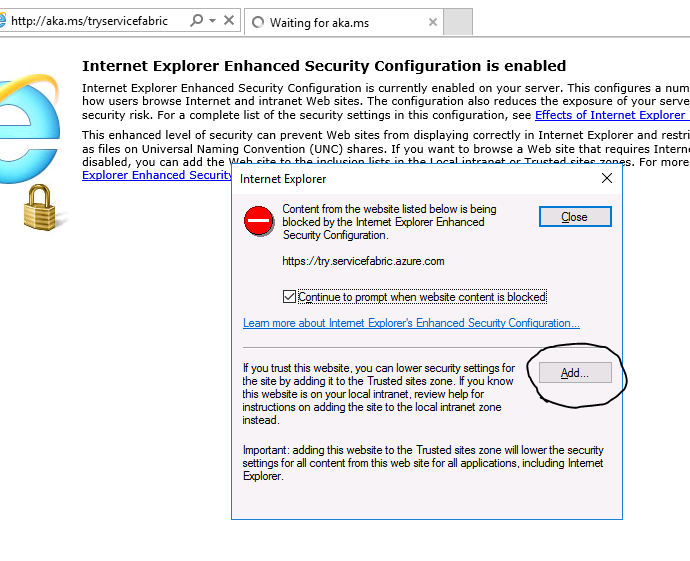 http://aka.ms/tryservicefabric
Waiting for aka.ms
Internet Explorer Enhanced Security Configuration is enabled
Internet Explorer Enhanced Security Configuration is currently enabled on your server. This configures a num
how users browse Internet and intranet Web sites. The configuration also reduces the exposure of your serve
security risk. For a complete list of the security settings in this configuration, see Effects of Internet Explorer
This enhanced level of security can prevent Web sites from displaying correctly in Internet Explorer and restri
as files on Universal Naming Convention (UNC) shares. If you want to browse a Web site that requires Intern
disabled, you can add the Web site to the inclusion lists in the Local intranet or Trusted sites zones. For more
Explorer Enhanced Security
Internet Explorer
Content from the website listed below is being
blocked by the Internet Explorer Enhanced
Security Configuration.
Close
https://try.servicefabric.azure.com
Continue to prompt when website content is blocked
Learn more about Internet Explorer's Enhanced Security Configuration...
If you trust this website, you can lower security settings for
the site by adding it to the Trusted sites zone. If you know
this website is on your local intranet, review help for
instructions on adding the site to the local intranet zone
instead.
Add...
Important: adding this website to the Trusted sites zone will lower the security
settings for all content from this web site for all applications, including Internet
Explorer.